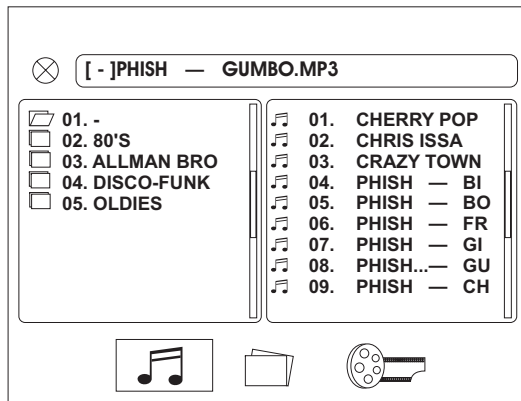 [ - ]PHISH — GUMBO.MP3
01. -
02. 80'S
03. ALLMAN BRO
04. DISCO-FUNK
05. OLDIES
01. CHERRY POP
02. CHRIS ISSA
03. CRAZY TOWN
04. PHISH — BI
05. PHISH — BO
06. PHISH — FR
07. PHISH — GI
08. PHISH...— GU
09. PHISH — CH